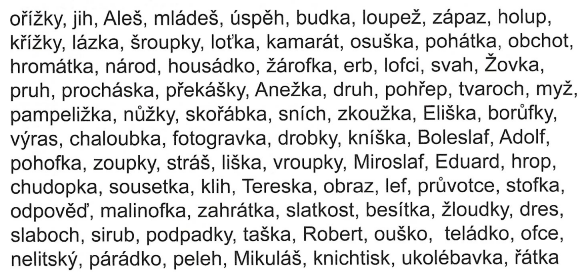 ořížky, jih, Aleš, mládeš, úspěh, budka, loupež, zápaz, holup,
křížky, lázka, šroupky, loťka, kamarát, osuška, pohátka, obchot,
hromátka, národ, housádko, žárofka, erb, lofci, svah, Žovka,
pruh, procháska, překášky, Anežka, druh, pohřep, tvaroch, myž,
pampeližka, nůžky, skořábka, sních, zkoužka, Eliška, borůfky,
výras, chaloubka, fotogravka, drobky, kníška, Boleslaf, Adolf,
pohofka, zoupky, stráš, liška, vroupky, Miroslaf, Eduard, hrop,
chudopka, sousetka, klih, Tereska, obraz, lef, průvotce, stofka,
odpověď, malinofka, zahrátka, slatkost, besítka, žloudky, dres,
slaboch, sirub, podpadky, taška, Robert, ouško, teládko, ofce,
nelitský, párádko, peleh, Mikuláš, knichtisk, ukolébavka, řátka